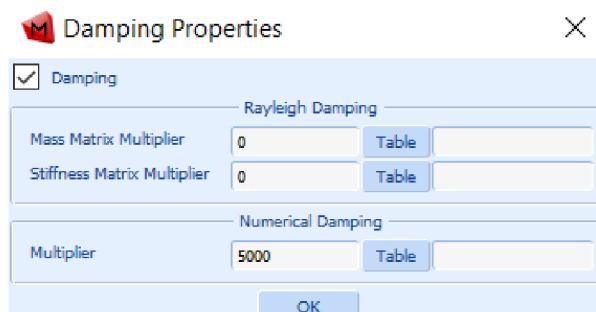 Damping Properties
Damping
Rayleigh Damping
Mass Matrix Multiplier 0 Table
Stiffness Matrix Multiplier 0 Table
Numerical Damping
Multiplier 5000 Table
OK